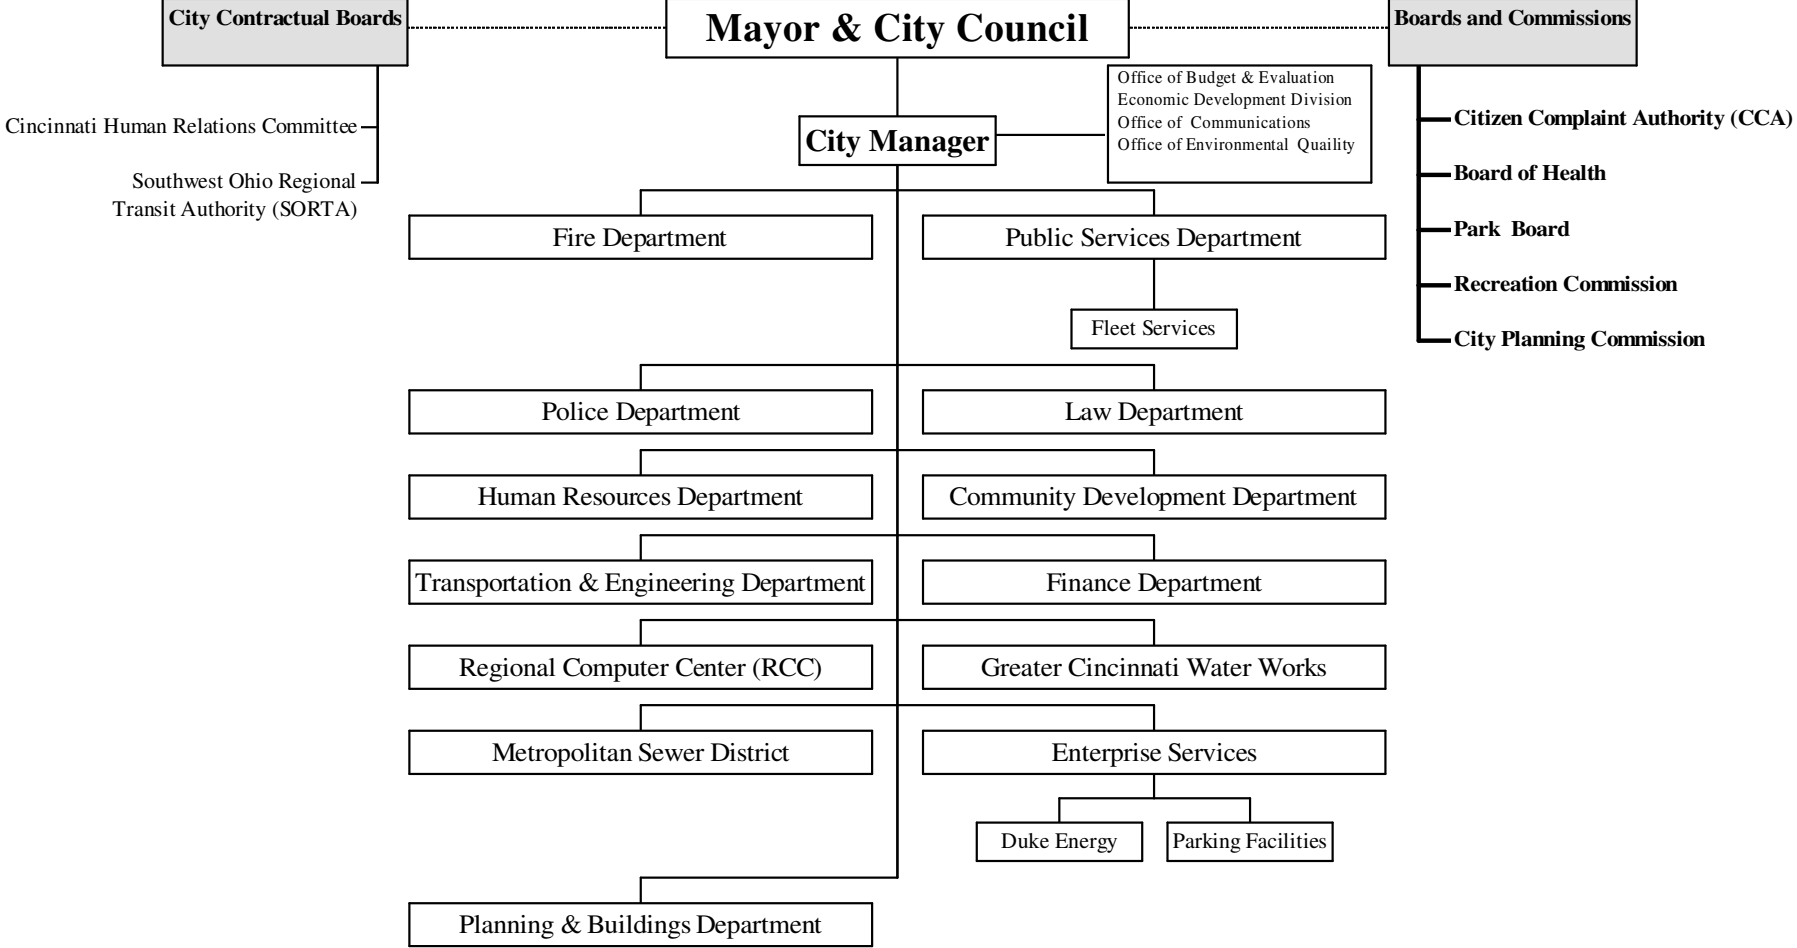 City Contractual Boards
Mayor & City Council
Boards and Commissions
Office of Budget & Evaluation
Economic Development Division
Office of Communications
Office of Environmental Quaility
City Manager
Cincinnati Human Relations Committee
Southwest Ohio Regional
Transit Authority (SORTA)
Citizen Complaint Authority (CCA)
Board of Health
Park Board
Recreation Commission
City Planning Commission
Fire Department
Public Services Department
Fleet Services
Police Department
Law Department
Human Resources Department
Community Development Department
Transportation & Engineering Department
Finance Department
Regional Computer Center (RCC)
Greater Cincinnati Water Works
Metropolitan Sewer District
Enterprise Services
Duke Energy
Parking Facilities
Planning & Buildings Department